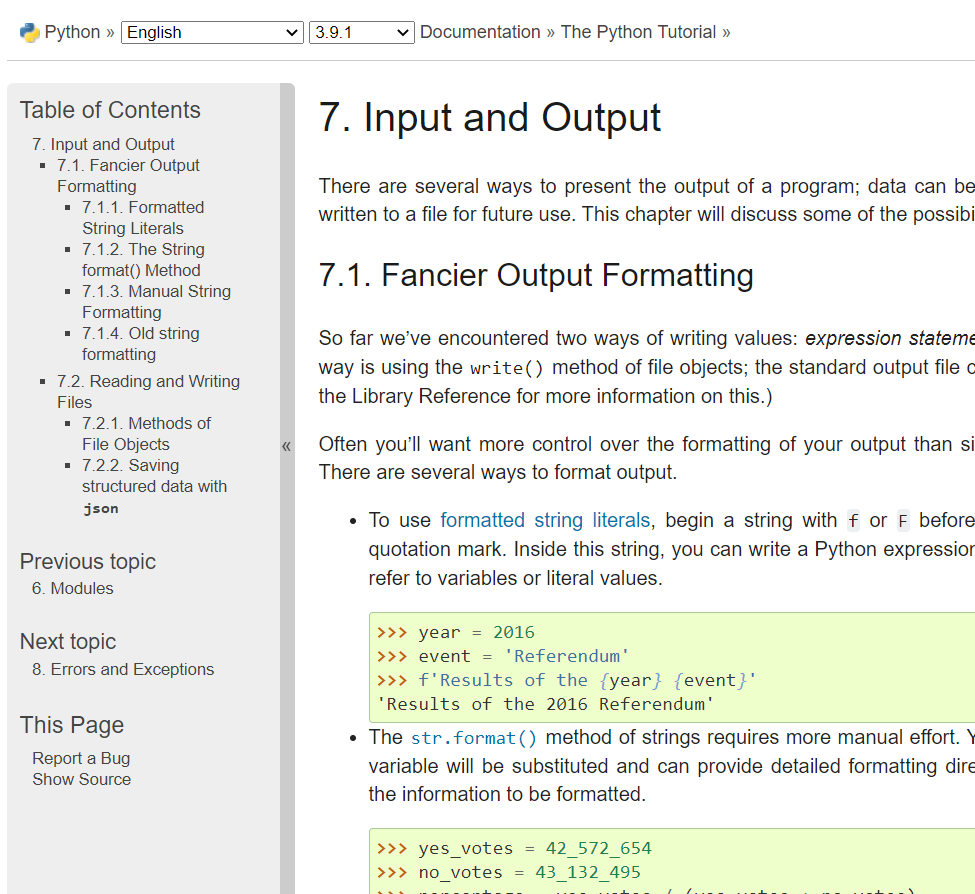 Python » English 3.9.1 Documentation » The Python Tutorial »
Table of Contents
7. Input and Output
7.1. Fancier Output
Formatting
7.1.1. Formatted
String Literals
7.1.2. The String
format() Method
7.1.3. Manual String
Formatting
7.1.4. Old string
formatting
7.2. Reading and Writing
Files
7.2.1. Methods of
File Objects
7.2.2. Saving
structured data with
json
Previous topic
6. Modules
Next topic
8. Errors and Exceptions
This Page
Report a Bug
Show Source
«
7. Input and Output
There are several ways to present the output of a program; data can be
written to a file for future use. This chapter will discuss some of the
7.1. Fancier Output Formatting
So far we’ve encountered two ways of writing values: expression
way is using the write() method of file objects; the standard output file
the Library Reference for more information on this.)
Often you’ll want more control over the formatting of your output than
There are several ways to format output.
• To use formatted string literals, begin a string with f or F before
quotation mark. Inside this string, you can write a Python expression
refer to variables or literal values.
>>> year = 2016
>>> event = 'Referendum'
>>> f'Results of the {year} {event}'
'Results of the 2016 Referendum'
• The str.format() method of strings requires more manual effort.
variable will be substituted and can provide detailed formatting
the information to be formatted.
>>> yes_votes = 42_572_654
>>> no_votes = 43_132_495